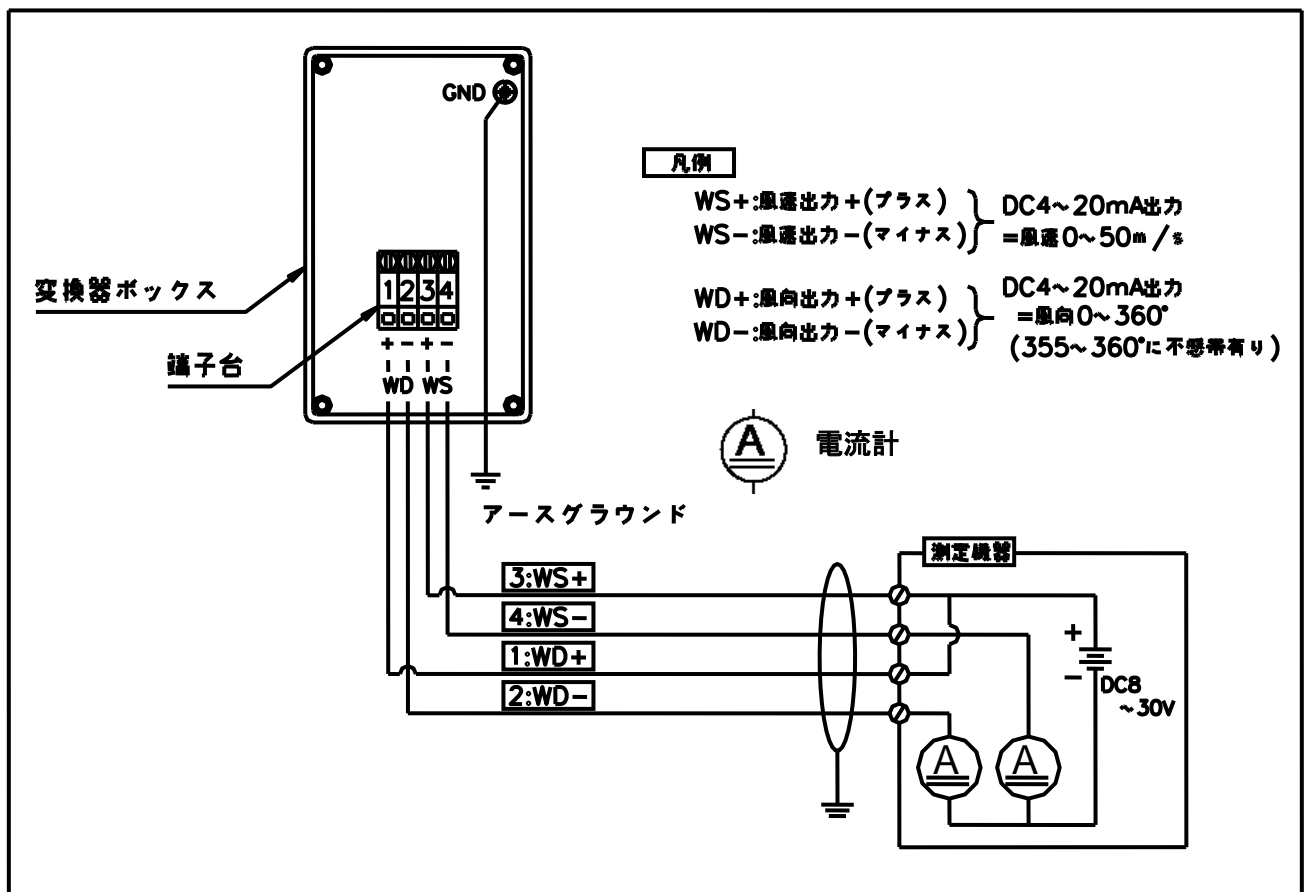 GND
凡例
WS+:風速出力+(プラス)
WS−:風速出力−(マイナス)
DC4~20mA出力
=風速0~50m/s
WD+:風向出力+(プラス)
WD−:風向出力−(マイナス)
DC4~20mA出力
=風向0~360°
(355~360°に不感帯有り)
変換器ボックス
端子台
1 2 3 4
+ − + −
WD WS
A 電流計
アースグラウンド
測定機器
3:WS+
4:WS−
1:WD+
2:WD−
+
−
DC8
~30V
A A